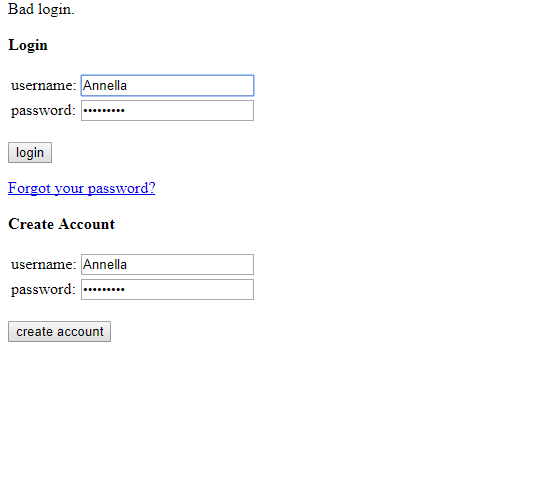 Bad login.
Login
username: Annella
password: •••••••••
login
Forgot your password?
Create Account
username: Annella
password: •••••••••
create account